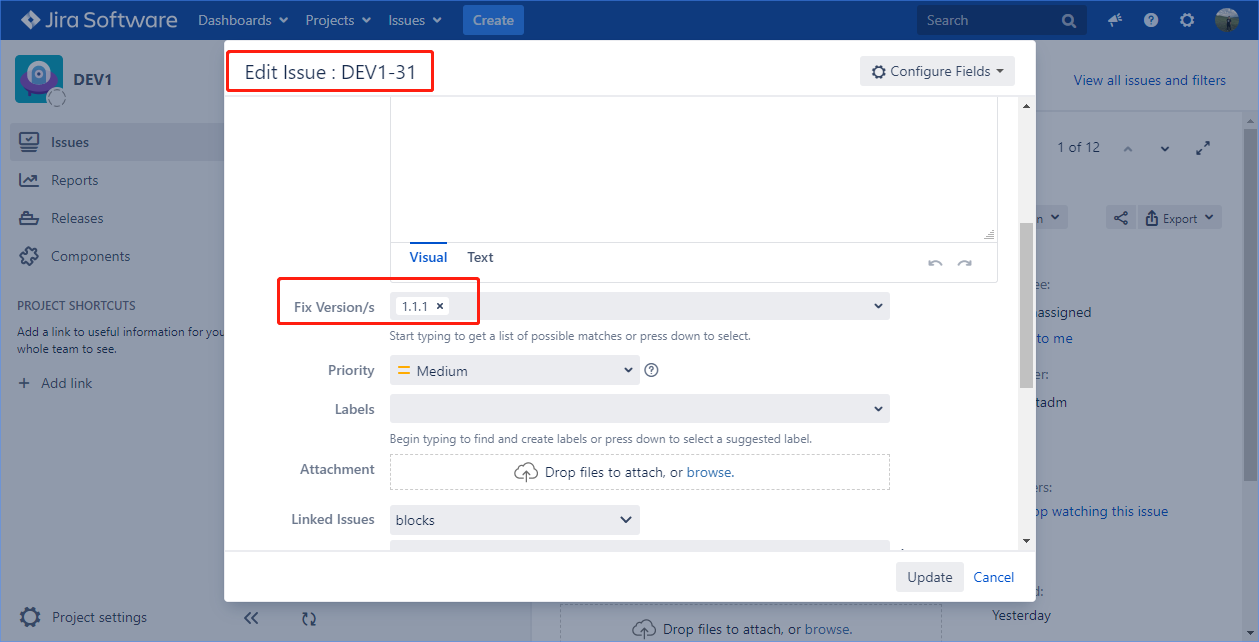 Jira Software Dashboards Projects Issues Create Search
DEV1
Issues
Reports
Releases
Components
PROJECT SHORTCUTS
Add a link to useful information for you
whole team to see.
+ Add link
Project settings
Edit Issue : DEV1-31
Configure Fields
Visual Text
Fix Version/s 1.1.1 ×
Start typing to get a list of possible matches or press down to select.
Priority Medium
Labels
Begin typing to find and create labels or press down to select a suggested label.
Attachment Drop files to attach, or browse.
Linked Issues blocks
Update Cancel
View all issues and filters
1 of 12
n Export
ee:
assigned
to me
er:
tadm
ers:
op watching this issue
d:
Yesterday
Drop files to attach, or browse.